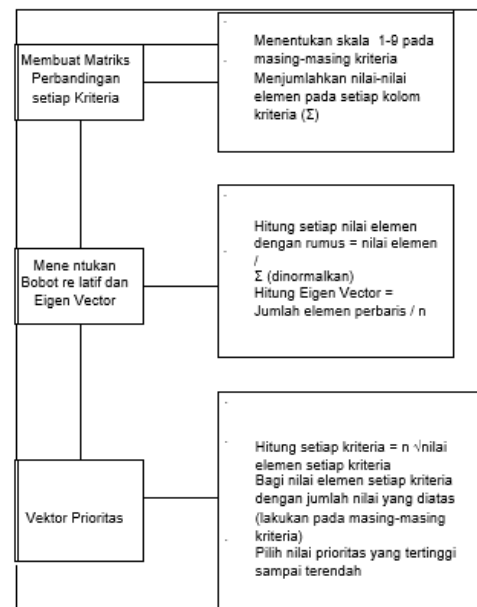 Membuat Matriks
Perbandingan
setiap Kriteria
Menentukan skala 1-9 pada
masing-masing kriteria
Menjumlahkan nilai-nilai
elemen pada setiap kolom
kriteria (Σ)
Mene ntukan
Bobot re latif dan
Eigen Vector
Hitung setiap nilai elemen
dengan rumus = nilai elemen
/
Σ (dinormalkan)
Hitung Eigen Vector =
Jumlah elemen perbaris / n
Vektor Prioritas
Hitung setiap kriteria = n √nilai
elemen setiap kriteria
Bagi nilai elemen setiap kriteria
dengan jumlah nilai yang diatas
(lakukan pada masing-masing
kriteria)
Pilih nilai prioritas yang tertinggi
sampai terendah